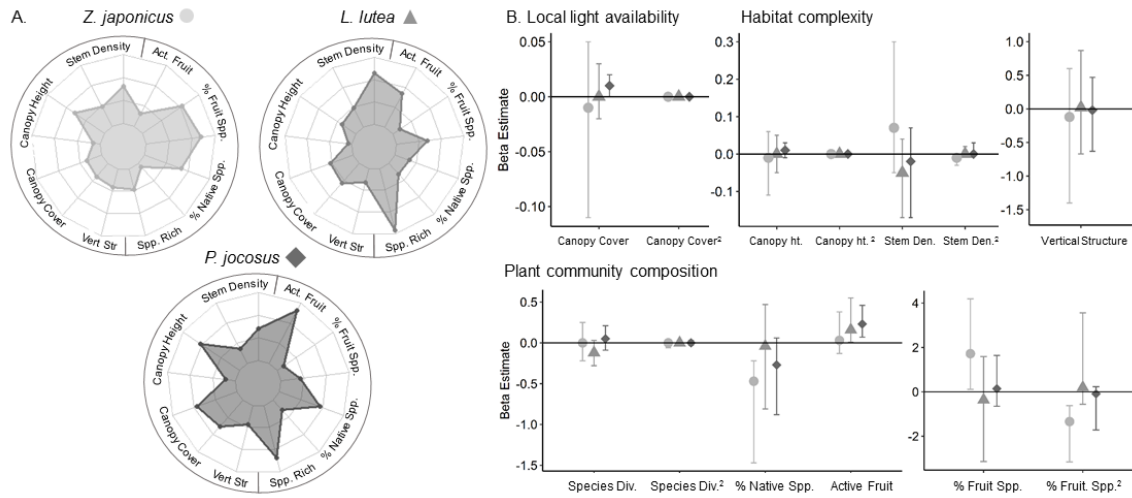 A.
Z. japonicus
Stem Density
Act. Fruit
% Fruit Spp.
% Native Spp.
Spp. Rich
Vert Str
Canopy Cover
Canopy Height
L. lutea
Stem Density
Act. Fruit
% Fruit Spp.
% Native Spp.
Spp. Rich
Vert Str
Canopy Cover
Canopy Height
P. jocosus
Stem Density
Act. Fruit
% Fruit Spp.
% Native Spp.
Spp. Rich
Vert Str
Canopy Cover
Canopy Height
B. Local light availability
Beta Estimate
0.05
0.00
-0.05
-0.10
Canopy Cover
Canopy Cover²
Habitat complexity
0.3
0.2
0.1
0.0
-0.1
Canopy ht.
Canopy ht. ²
Stem Den.
Stem Den.²
1.0
0.5
0.0
-0.5
-1.0
-1.5
Vertical Structure
Plant community composition
Beta Estimate
0.5
0.0
-0.5
-1.0
-1.5
Species Div.
Species Div.²
% Native Spp.
Active Fruit
4
2
0
-2
% Fruit Spp.
% Fruit. Spp.²